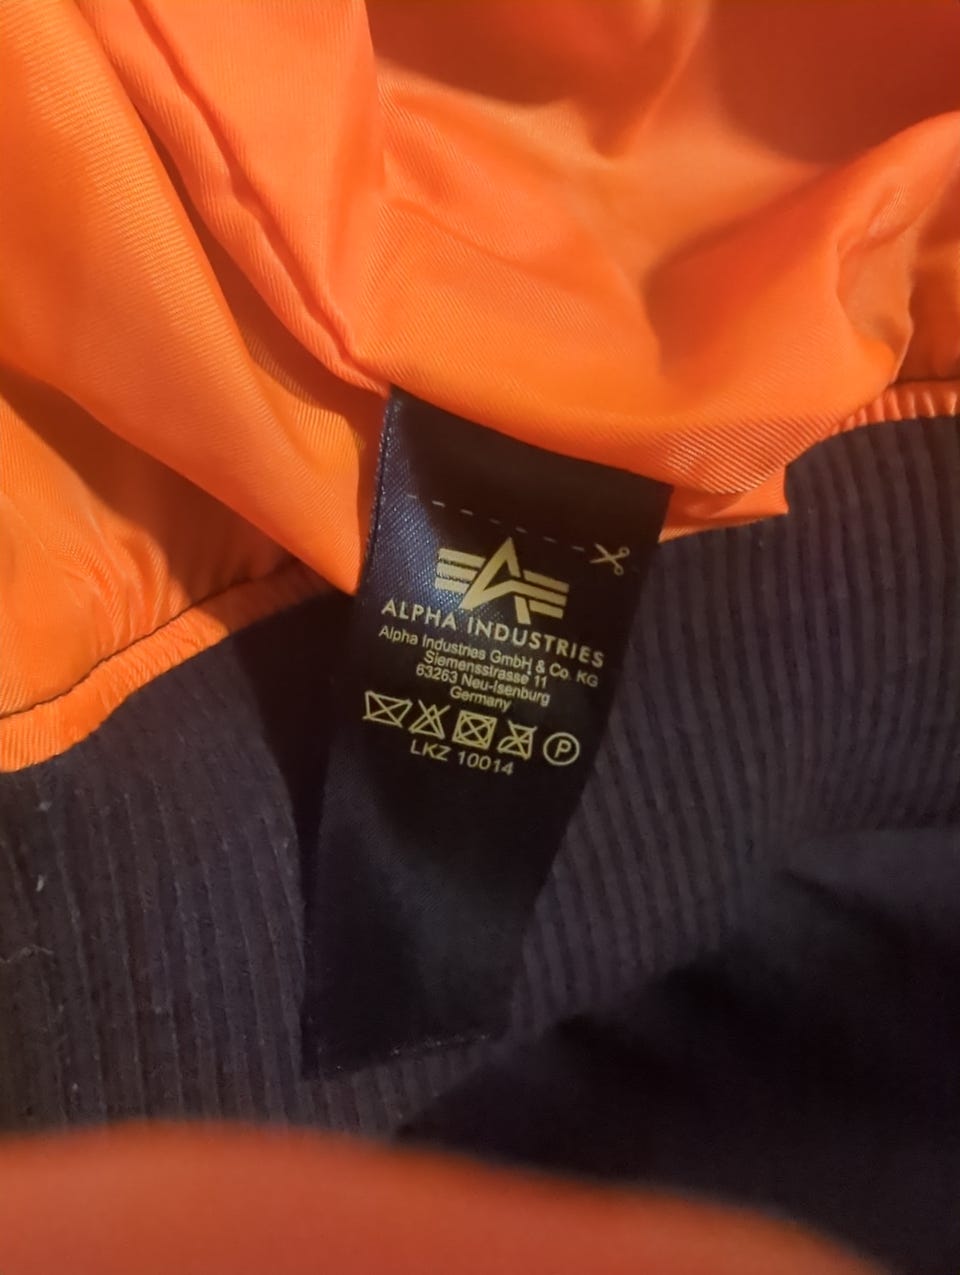 ALPHA INDUSTRIES
Alpha Industries GmbH & Co. KG
Siemensstrasse 11
63263 Neu-Isenburg
Germany
P
LKZ 10014